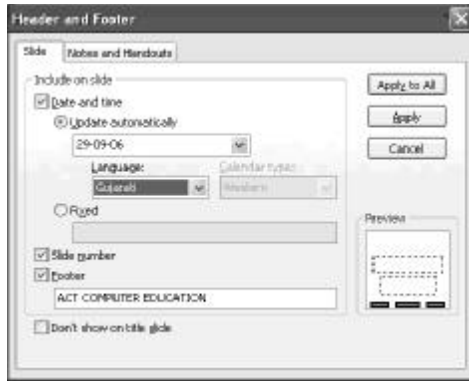 Header and Footer
Slide
Notes and Handouts
Include on slide
Date and time
Update automatically
29-09-06
Language:
Calendar type:
Gujarati
Western
Fixed
Slide number
Footer
ACT COMPUTER EDUCATION
Don't show on title slide
Apply to All
Apply
Cancel
Preview